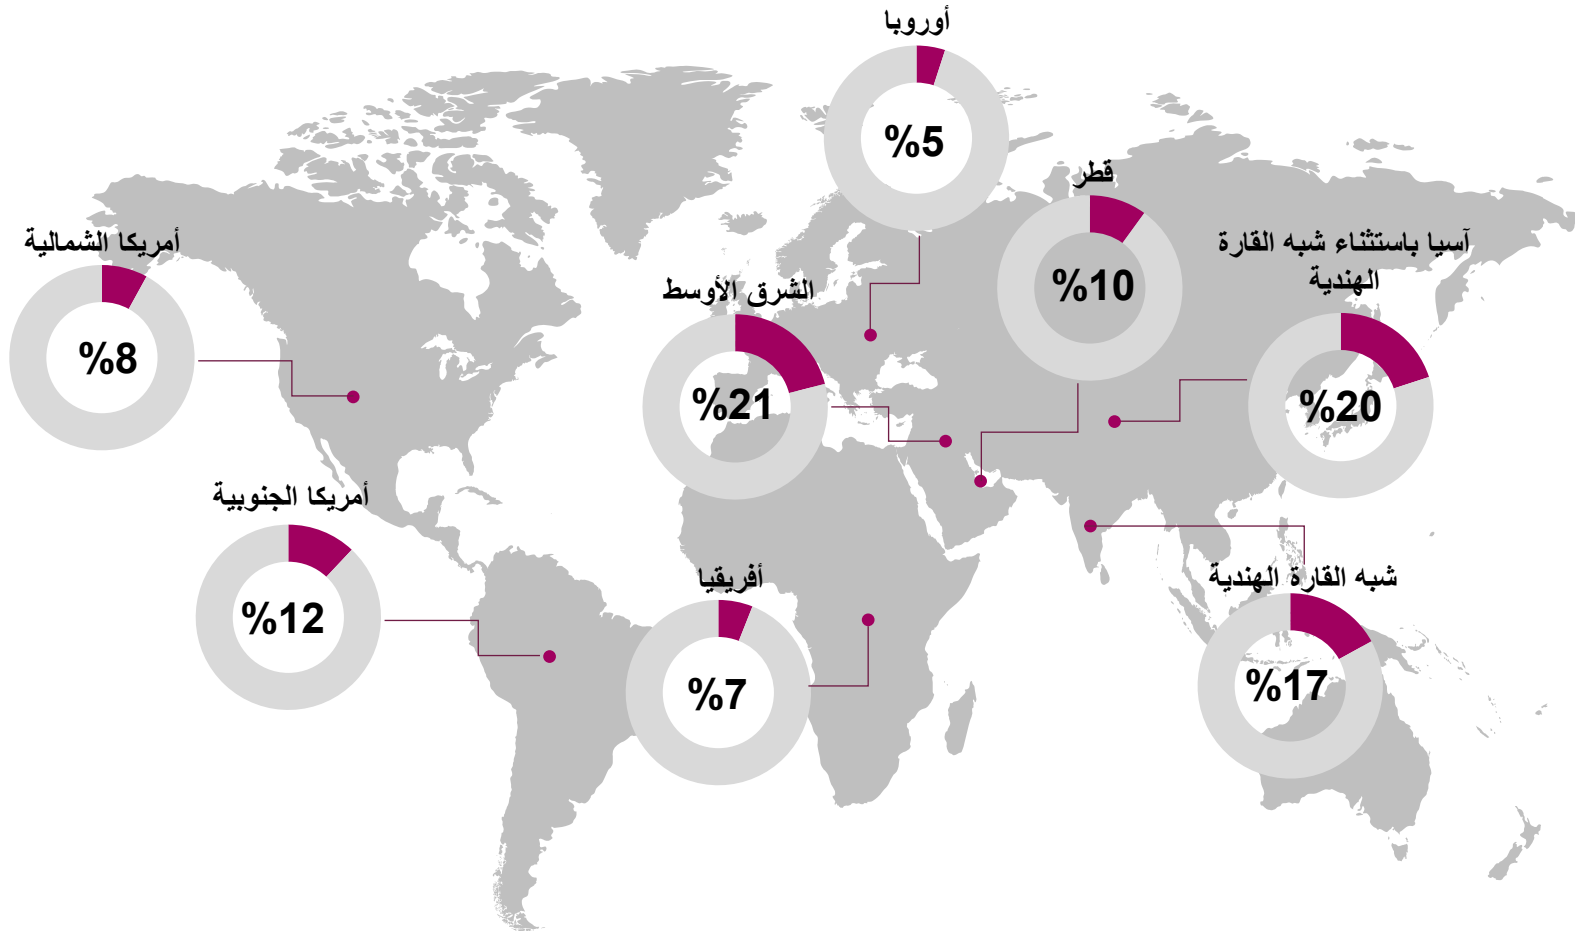 أوروبا
%5
قطر
%10
آسيا باستثناء شبه القارة
الهندية
%20
أمريكا الشمالية
%8
الشرق الأوسط
%21
أمريكا الجنوبية
%12
أفريقيا
%7
شبه القارة الهندية
%17